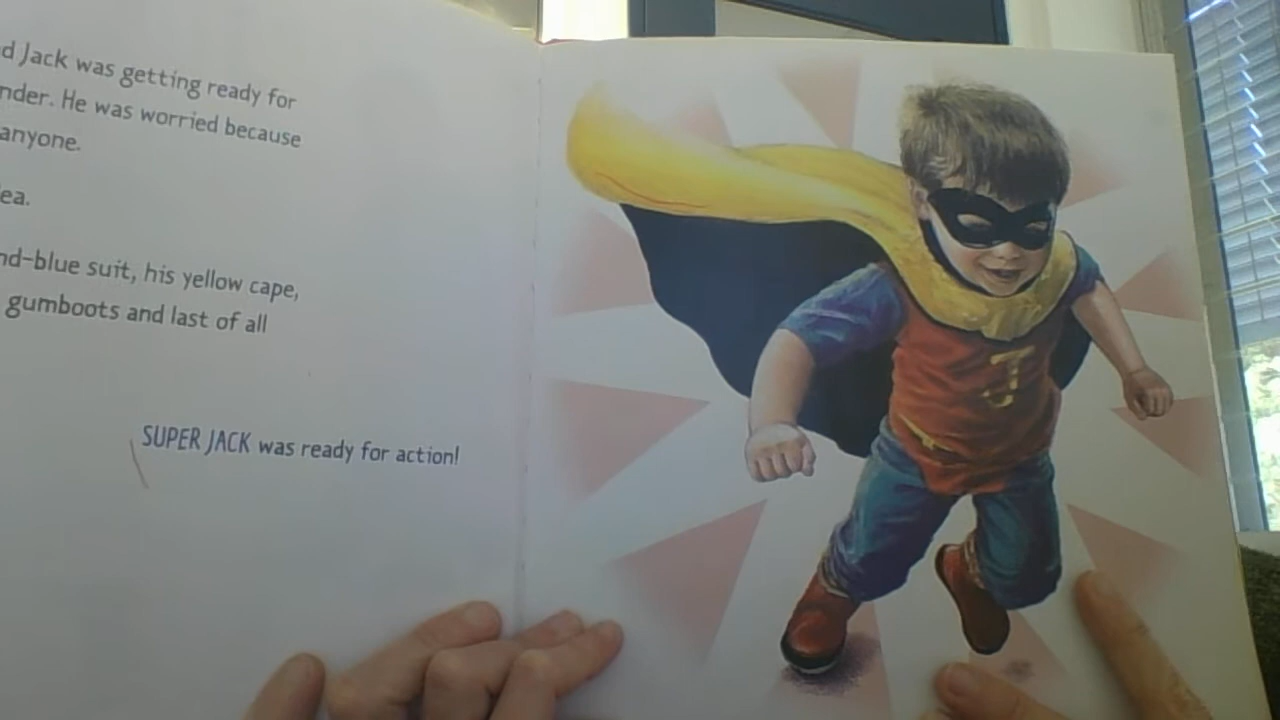 d Jack was getting ready for
nder. He was worried because
anyone.
ea.
nd-blue suit, his yellow cape,
gumboots and last of all
SUPER JACK was ready for action!
J